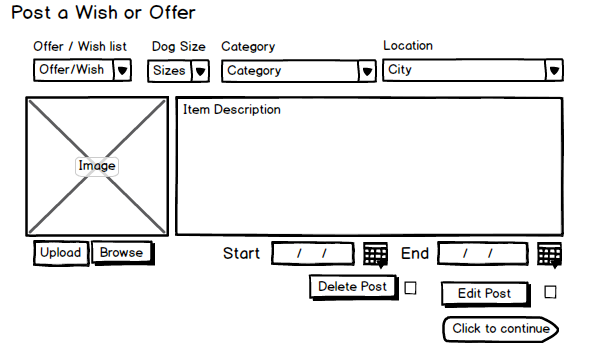 Post a Wish or Offer
Offer / Wish list Dog Size Category Location
Offer/Wish Sizes Category City
Image Item Description
Upload Browse Start / / End / /
Delete Post Edit Post
Click to continue